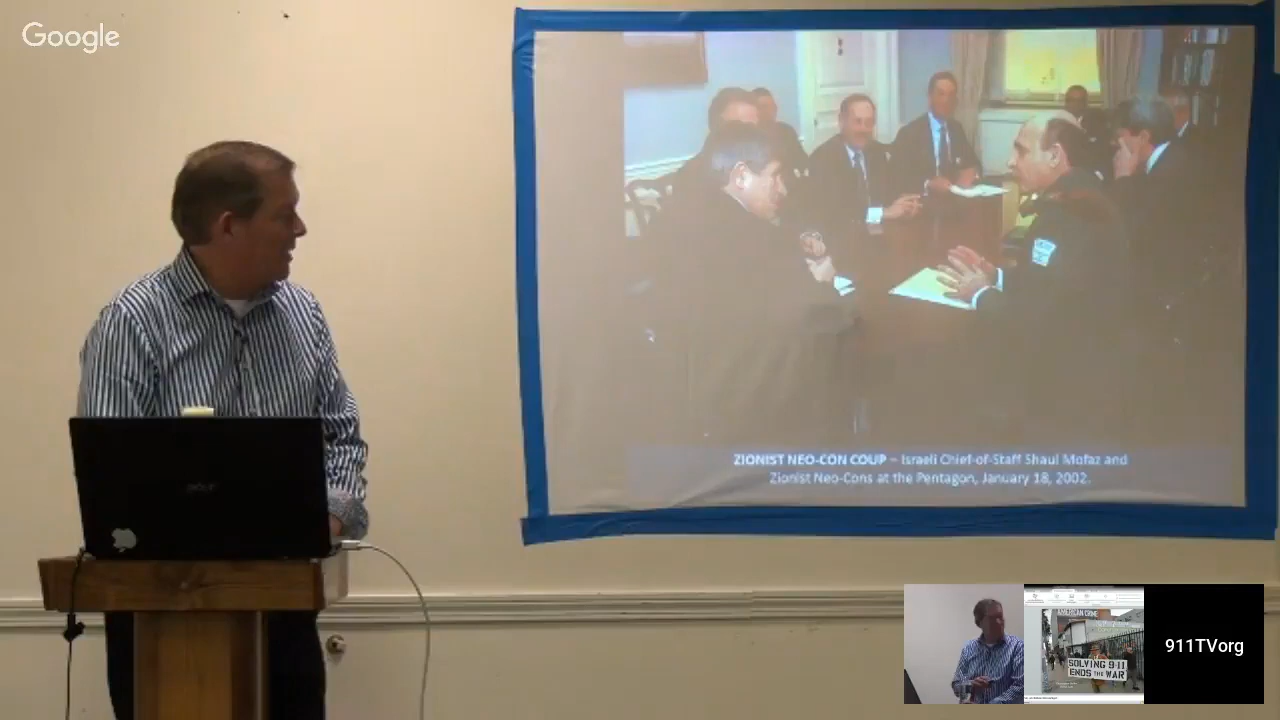 Google
ZIONIST NEO-CON COUP – Israeli Chief-of-Staff Shaul Mofaz and
Zionist Neo-Cons at the Pentagon, January 18, 2002.
acer
AMERICAN CRIME
SOLVING 9-11
ENDS THE WAR
911TVorg